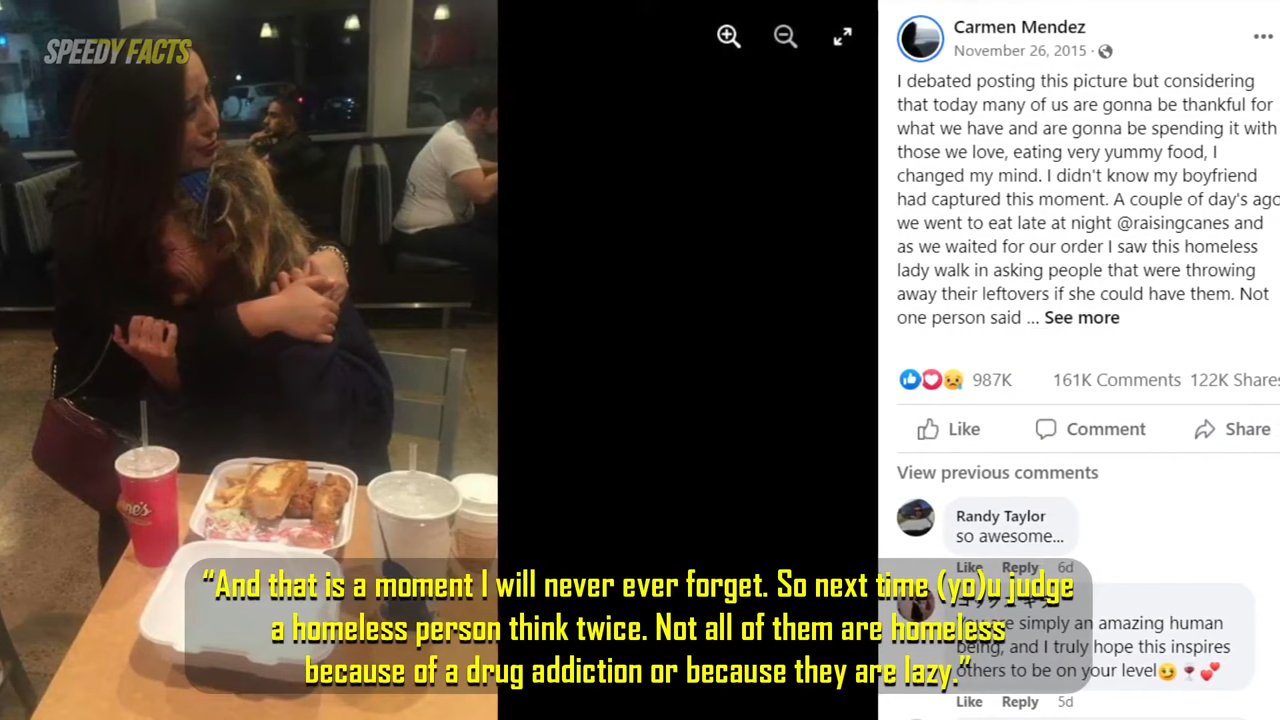 SPEEDY FACTS
Carmen Mendez
November 26, 2015 ·
I debated posting this picture but considering
that today many of us are gonna be thankful for
what we have and are gonna be spending it with
those we love, eating very yummy food, I
changed my mind. I didn't know my boyfriend
had captured this moment. A couple of day's ago
we went to eat late at night @raisingcanes and
as we waited for our order I saw this homeless
lady walk in asking people that were throwing
away their leftovers if she could have them. Not
one person said ... See more
987K 161K Comments 122K Shares
Like Comment Share
View previous comments
Randy Taylor
so awesome...
Like Reply 6d
simply an amazing human
being, and I truly hope this inspires
others to be on your level😉🍷💕
Like Reply 5d
ne's
“And that is a moment I will never ever forget. So next time (yo)u judge
a homeless person think twice. Not all of them are homeless
because of a drug addiction or because they are lazy.”